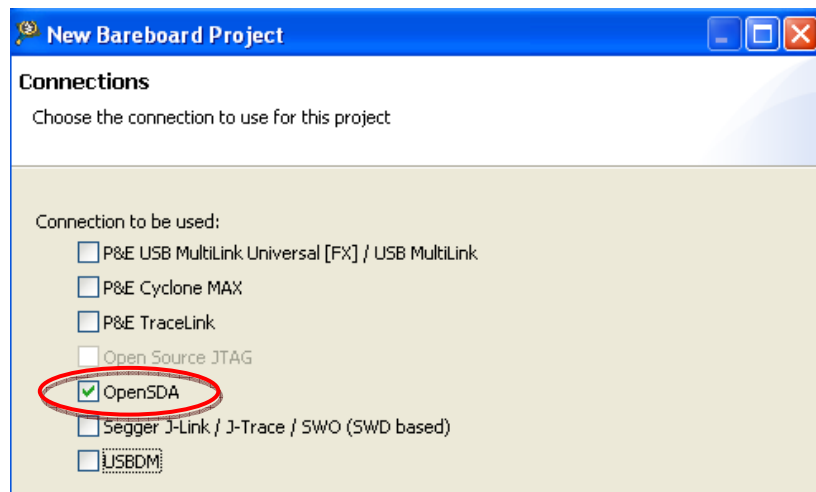 New Bareboard Project
Connections
Choose the connection to use for this project
Connection to be used:
P&E USB MultiLink Universal [FX] / USB MultiLink
P&E Cyclone MAX
P&E TraceLink
Open Source JTAG
OpenSDA
Segger J-Link / J-Trace / SWO (SWD based)
USBDM